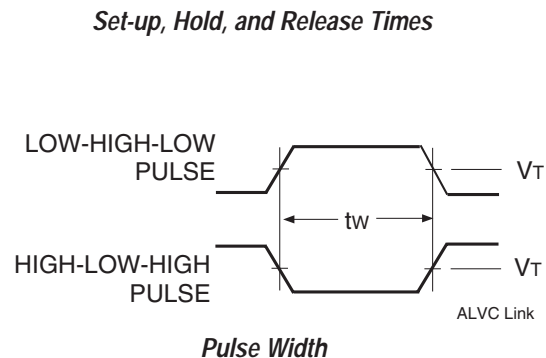 Set-up, Hold, and Release Times
LOW-HIGH-LOW
PULSE
VT
tw
HIGH-LOW-HIGH
PULSE
VT
ALVC Link
Pulse Width